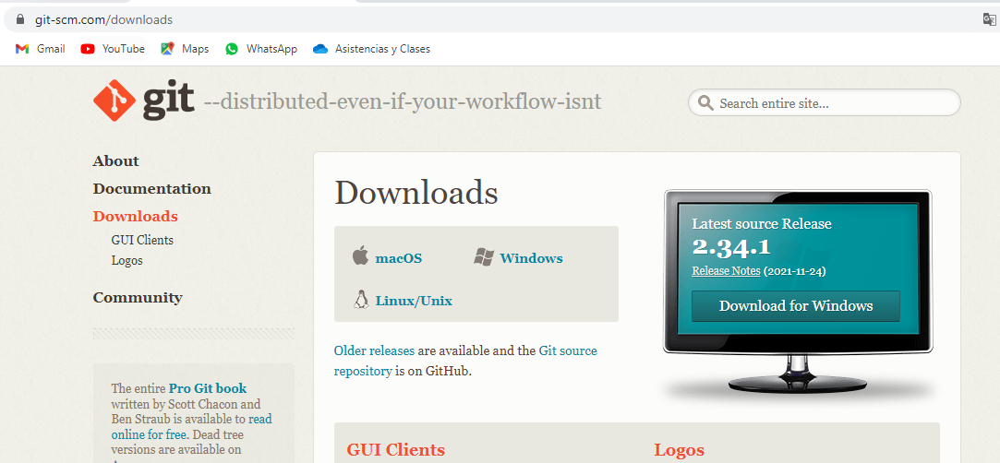 git-scm.com/downloads
Gmail YouTube Maps WhatsApp Asistencias y Clases
git --distributed-even-if-your-workflow-isnt
Search entire site...
About
Documentation
Downloads
GUI Clients
Logos
Community
The entire Pro Git book
written by Scott Chacon and
Ben Straub is available to read
online for free. Dead tree
versions are available on
Downloads
macOS Windows
Linux/Unix
Older releases are available and the Git source
repository is on GitHub.
Latest source Release
2.34.1
Release Notes (2021-11-24)
Download for Windows
GUI Clients Logos